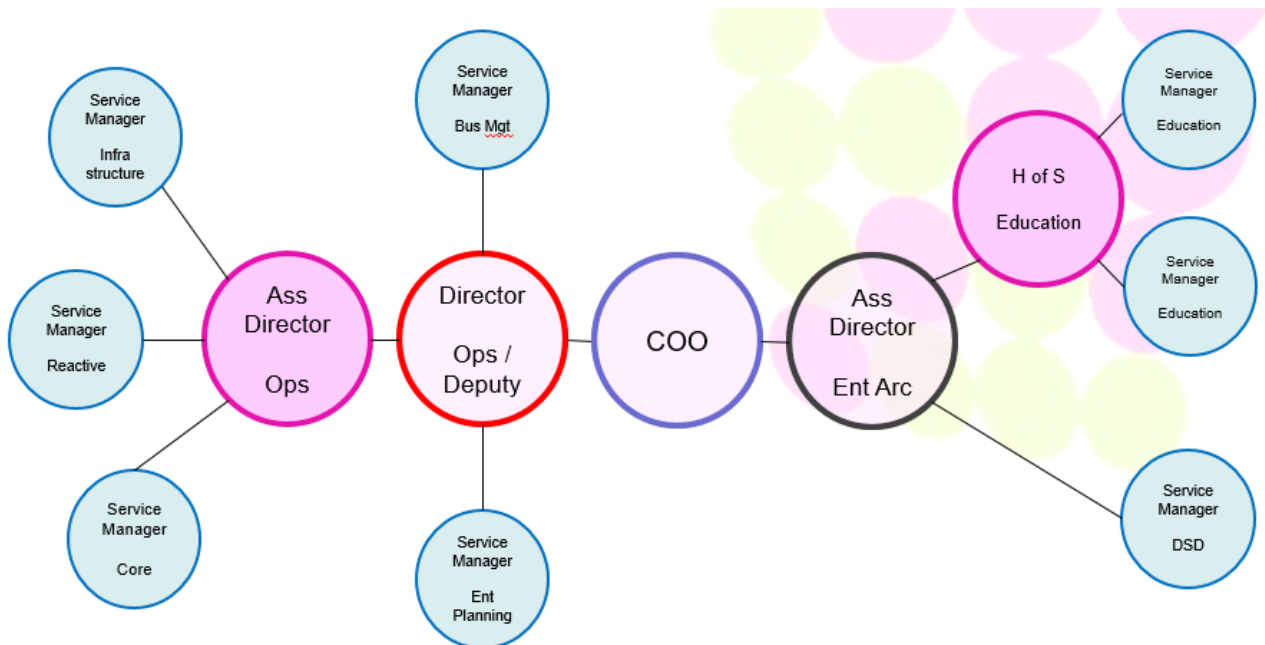 Service
Manager
Infra
structure
Service
Manager
Reactive
Service
Manager
Core
Ass
Director
Ops
Service
Manager
Bus Mgt
Director
Ops /
Deputy
Service
Manager
Ent
Planning
COO
Ass
Director
Ent Arc
H of S
Education
Service
Manager
Education
Service
Manager
Education
Service
Manager
DSD